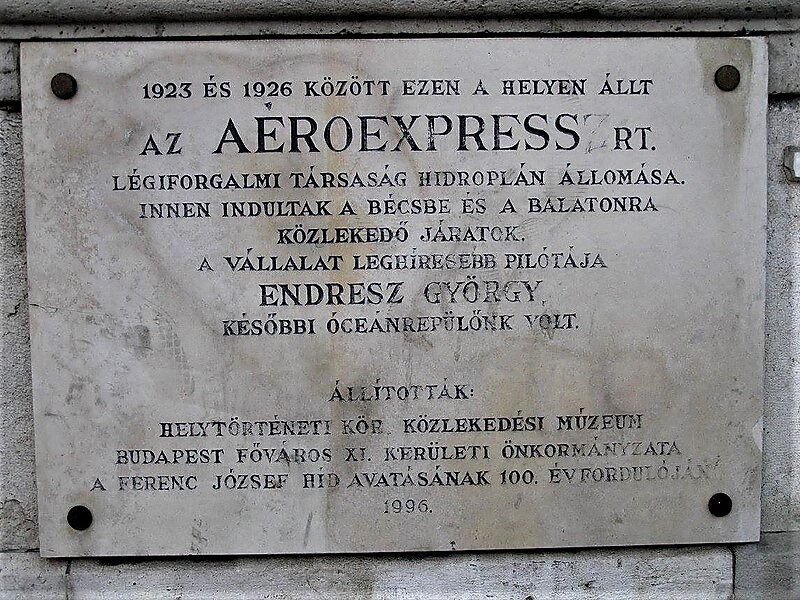 1923 ÉS 1926 KÖZÖTT EZEN A HELYEN ÁLLT
AZ AÉROEXPRESSZ RT.
LÉGIFORGALMI TÁRSASÁG HIDROPLÁN ÁLLOMÁSA.
INNEN INDULTAK A BÉCSBE ÉS A BALATONRA
KÖZLEKEDŐ JÁRATOK.
A VÁLLALAT LEGHÍRESEBB PILÓTÁJA
ENDRESZ GYÖRGY,
KÉSŐBBI ÓCEÁNREPÜLŐNK VOLT.
ÁLLÍTOTTÁK:
HELYTÖRTÉNETI KÖR, KÖZLEKEDÉSI MÚZEUM
BUDAPEST FŐVÁROS XI. KERÜLETI ÖNKORMÁNYZATA
A FERENC JÓZSEF HÍD AVATÁSÁNAK 100. ÉVFORDULÓJÁN
1996.